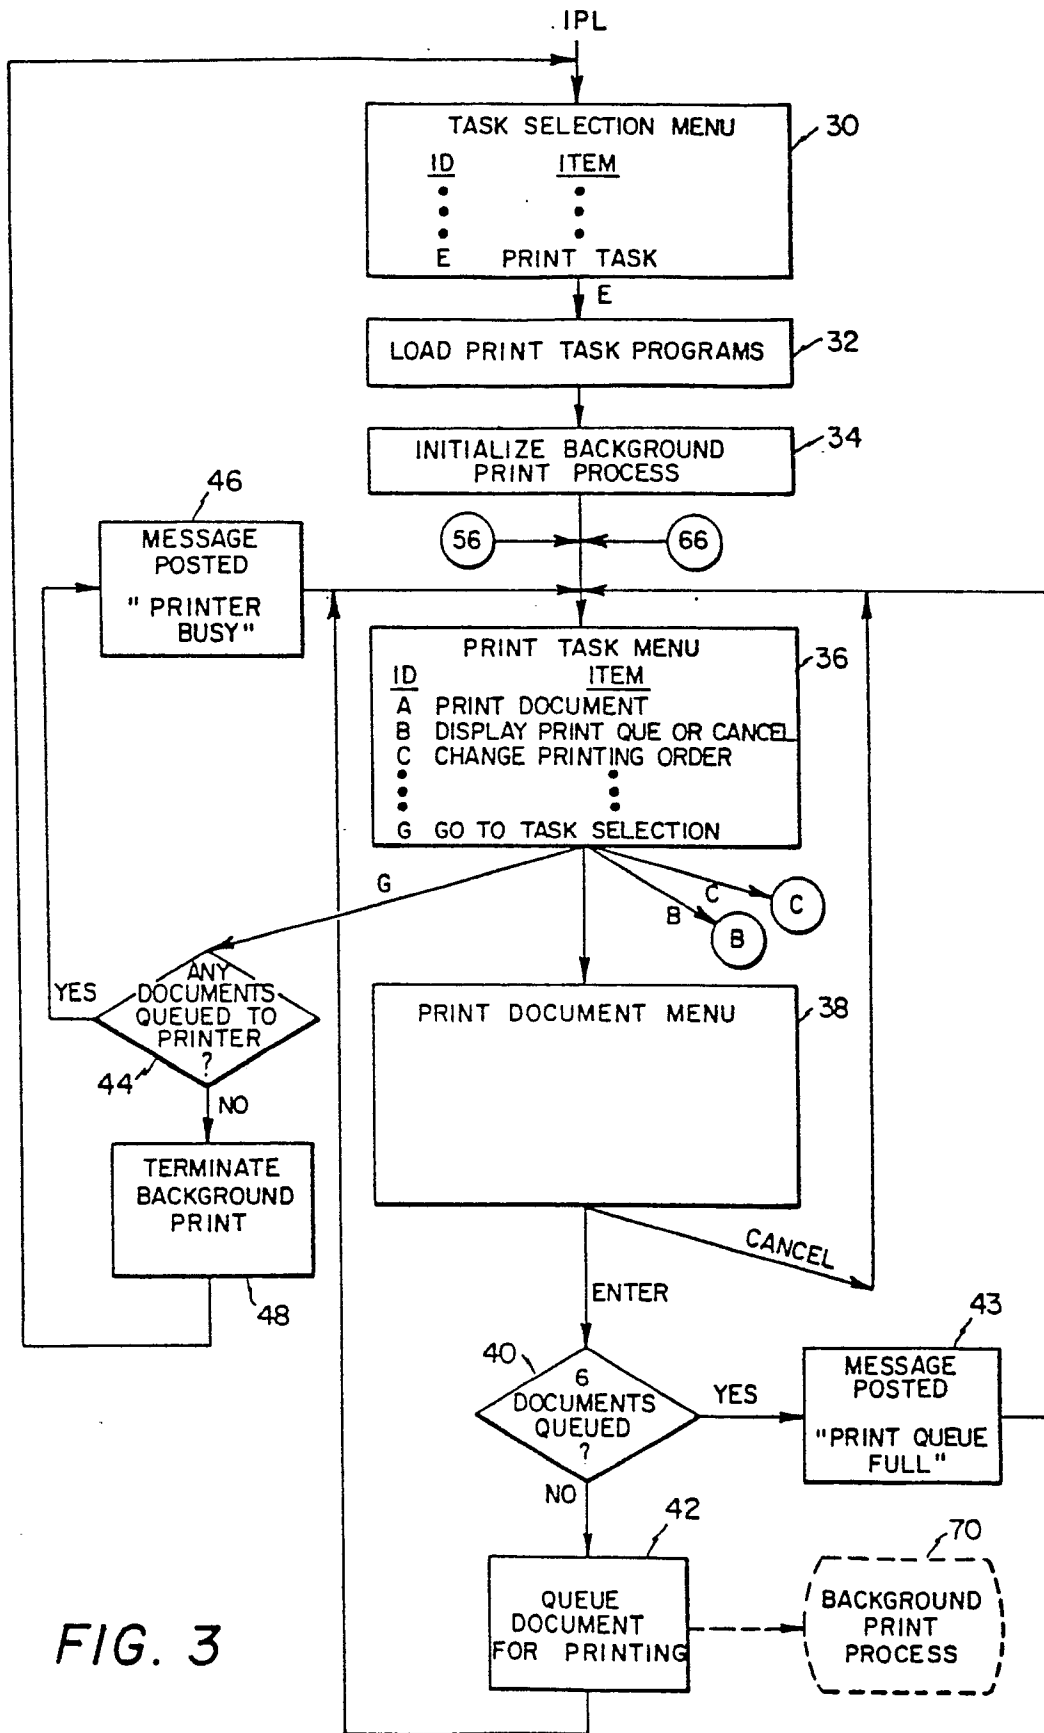 IPL
TASK SELECTION MENU
30
ID ITEM
E PRINT TASK
E
LOAD PRINT TASK PROGRAMS
32
INITIALIZE BACKGROUND
PRINT PROCESS
34
46
MESSAGE
POSTED
"PRINTER
BUSY"
56
66
PRINT TASK MENU
36
ID ITEM
A PRINT DOCUMENT
B DISPLAY PRINT QUE OR CANCEL
C CHANGE PRINTING ORDER
G GO TO TASK SELECTION
G
B
C
B
C
ANY
DOCUMENTS
QUEUED TO
PRINTER
?
YES
44
NO
PRINT DOCUMENT MENU
38
TERMINATE
BACKGROUND
PRINT
48
CANCEL
ENTER
40
6
DOCUMENTS
QUEUED
?
YES
43
MESSAGE
POSTED
"PRINT QUEUE
FULL"
NO
42
QUEUE
DOCUMENT
FOR PRINTING
70
BACKGROUND
PRINT
PROCESS
FIG. 3